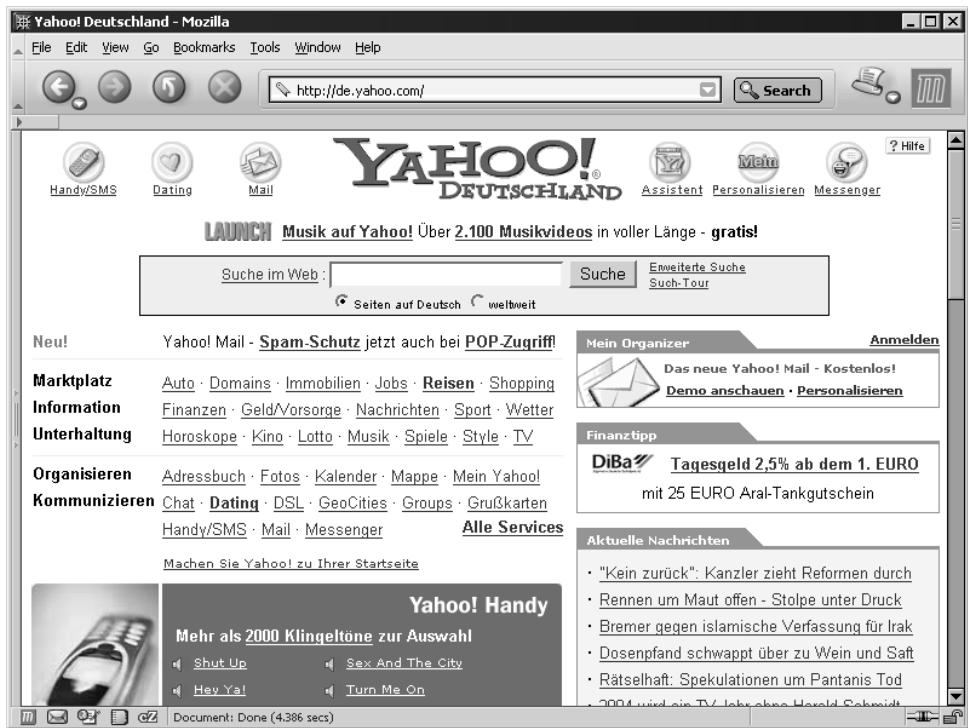 Yahoo! Deutschland - Mozilla
File Edit View Go Bookmarks Tools Window Help
http://de.yahoo.com/ Search
? Hilfe
YAHOO! DEUTSCHLAND
Handy/SMS Dating Mail Assistent Mein Personalisieren Messenger
LAUNCH Musik auf Yahoo! Über 2.100 Musikvideos in voller Länge - gratis!
Suche im Web : Suche Erweiterte Suche
Such-Tour
Seiten auf Deutsch weltweit
Neu! Yahoo! Mail - Spam-Schutz jetzt auch bei POP-Zugriff!
Marktplatz Auto · Domains · Immobilien · Jobs · Reisen · Shopping
Information Finanzen · Geld/Vorsorge · Nachrichten · Sport · Wetter
Unterhaltung Horoskope · Kino · Lotto · Musik · Spiele · Style · TV
Organisieren Adressbuch · Fotos · Kalender · Mappe · Mein Yahoo!
Kommunizieren Chat · Dating · DSL · GeoCities · Groups · Grußkarten
Handy/SMS · Mail · Messenger Alle Services
Machen Sie Yahoo! zu Ihrer Startseite
Yahoo! Handy
Mehr als 2000 Klingeltöne zur Auswahl
Shut Up Sex And The City
Hey Ya! Turn Me On
Mein Organizer Anmelden
Das neue Yahoo! Mail - Kostenlos!
Demo anschauen · Personalisieren
Finanztipp
DiBa Tagesgeld 2,5% ab dem 1. EURO
mit 25 EURO Aral-Tankgutschein
Aktuelle Nachrichten
· "Kein zurück": Kanzler zieht Reformen durch
· Rennen um Maut offen - Stolpe unter Druck
· Bremer gegen islamische Verfassung für Irak
· Dosenpfand schwappt über zu Wein und Saft
· Rätselhaft: Spekulationen um Pantanis Tod
2004 wird ein TV-Jahr ohne Harald Schmidt
Document: Done (4.386 secs)